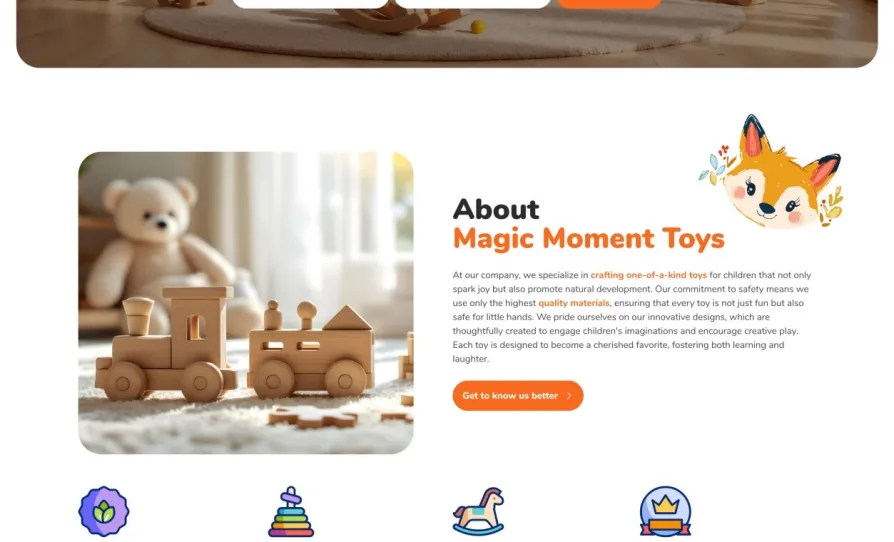 About
Magic Moment Toys
At our company, we specialize in crafting one-of-a-kind toys for children that not only
spark joy but also promote natural development. Our commitment to safety means we
use only the highest quality materials, ensuring that every toy is not just fun but also
safe for little hands. We pride ourselves on our innovative designs, which are
thoughtfully created to engage children's imaginations and encourage creative play.
Each toy is designed to become a cherished favorite, fostering both learning and
laughter.
Get to know us better